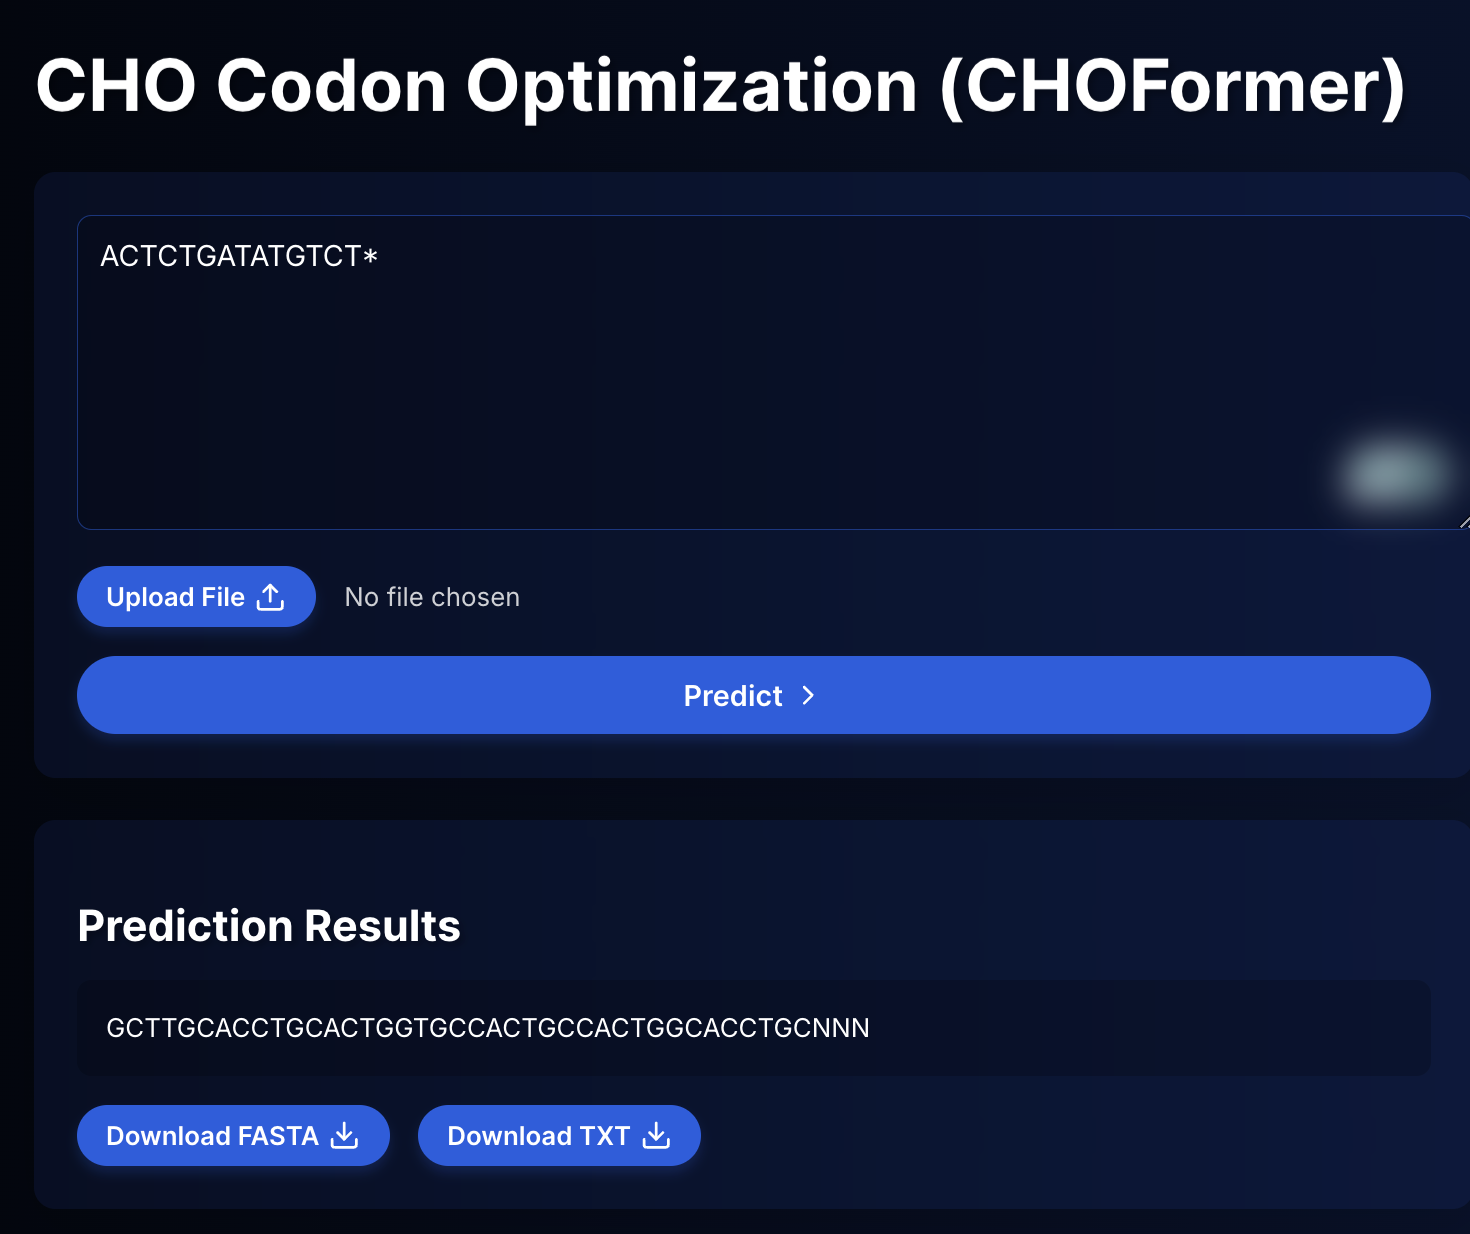 CHO Codon Optimization (CHOFormer)
ACTCTGATATGTCT*
Upload File
No file chosen
Predict
Prediction Results
GCTTGCACCTGCACTGGTGCCACTGCCACTGGCACCTGCNNN
Download FASTA
Download TXT